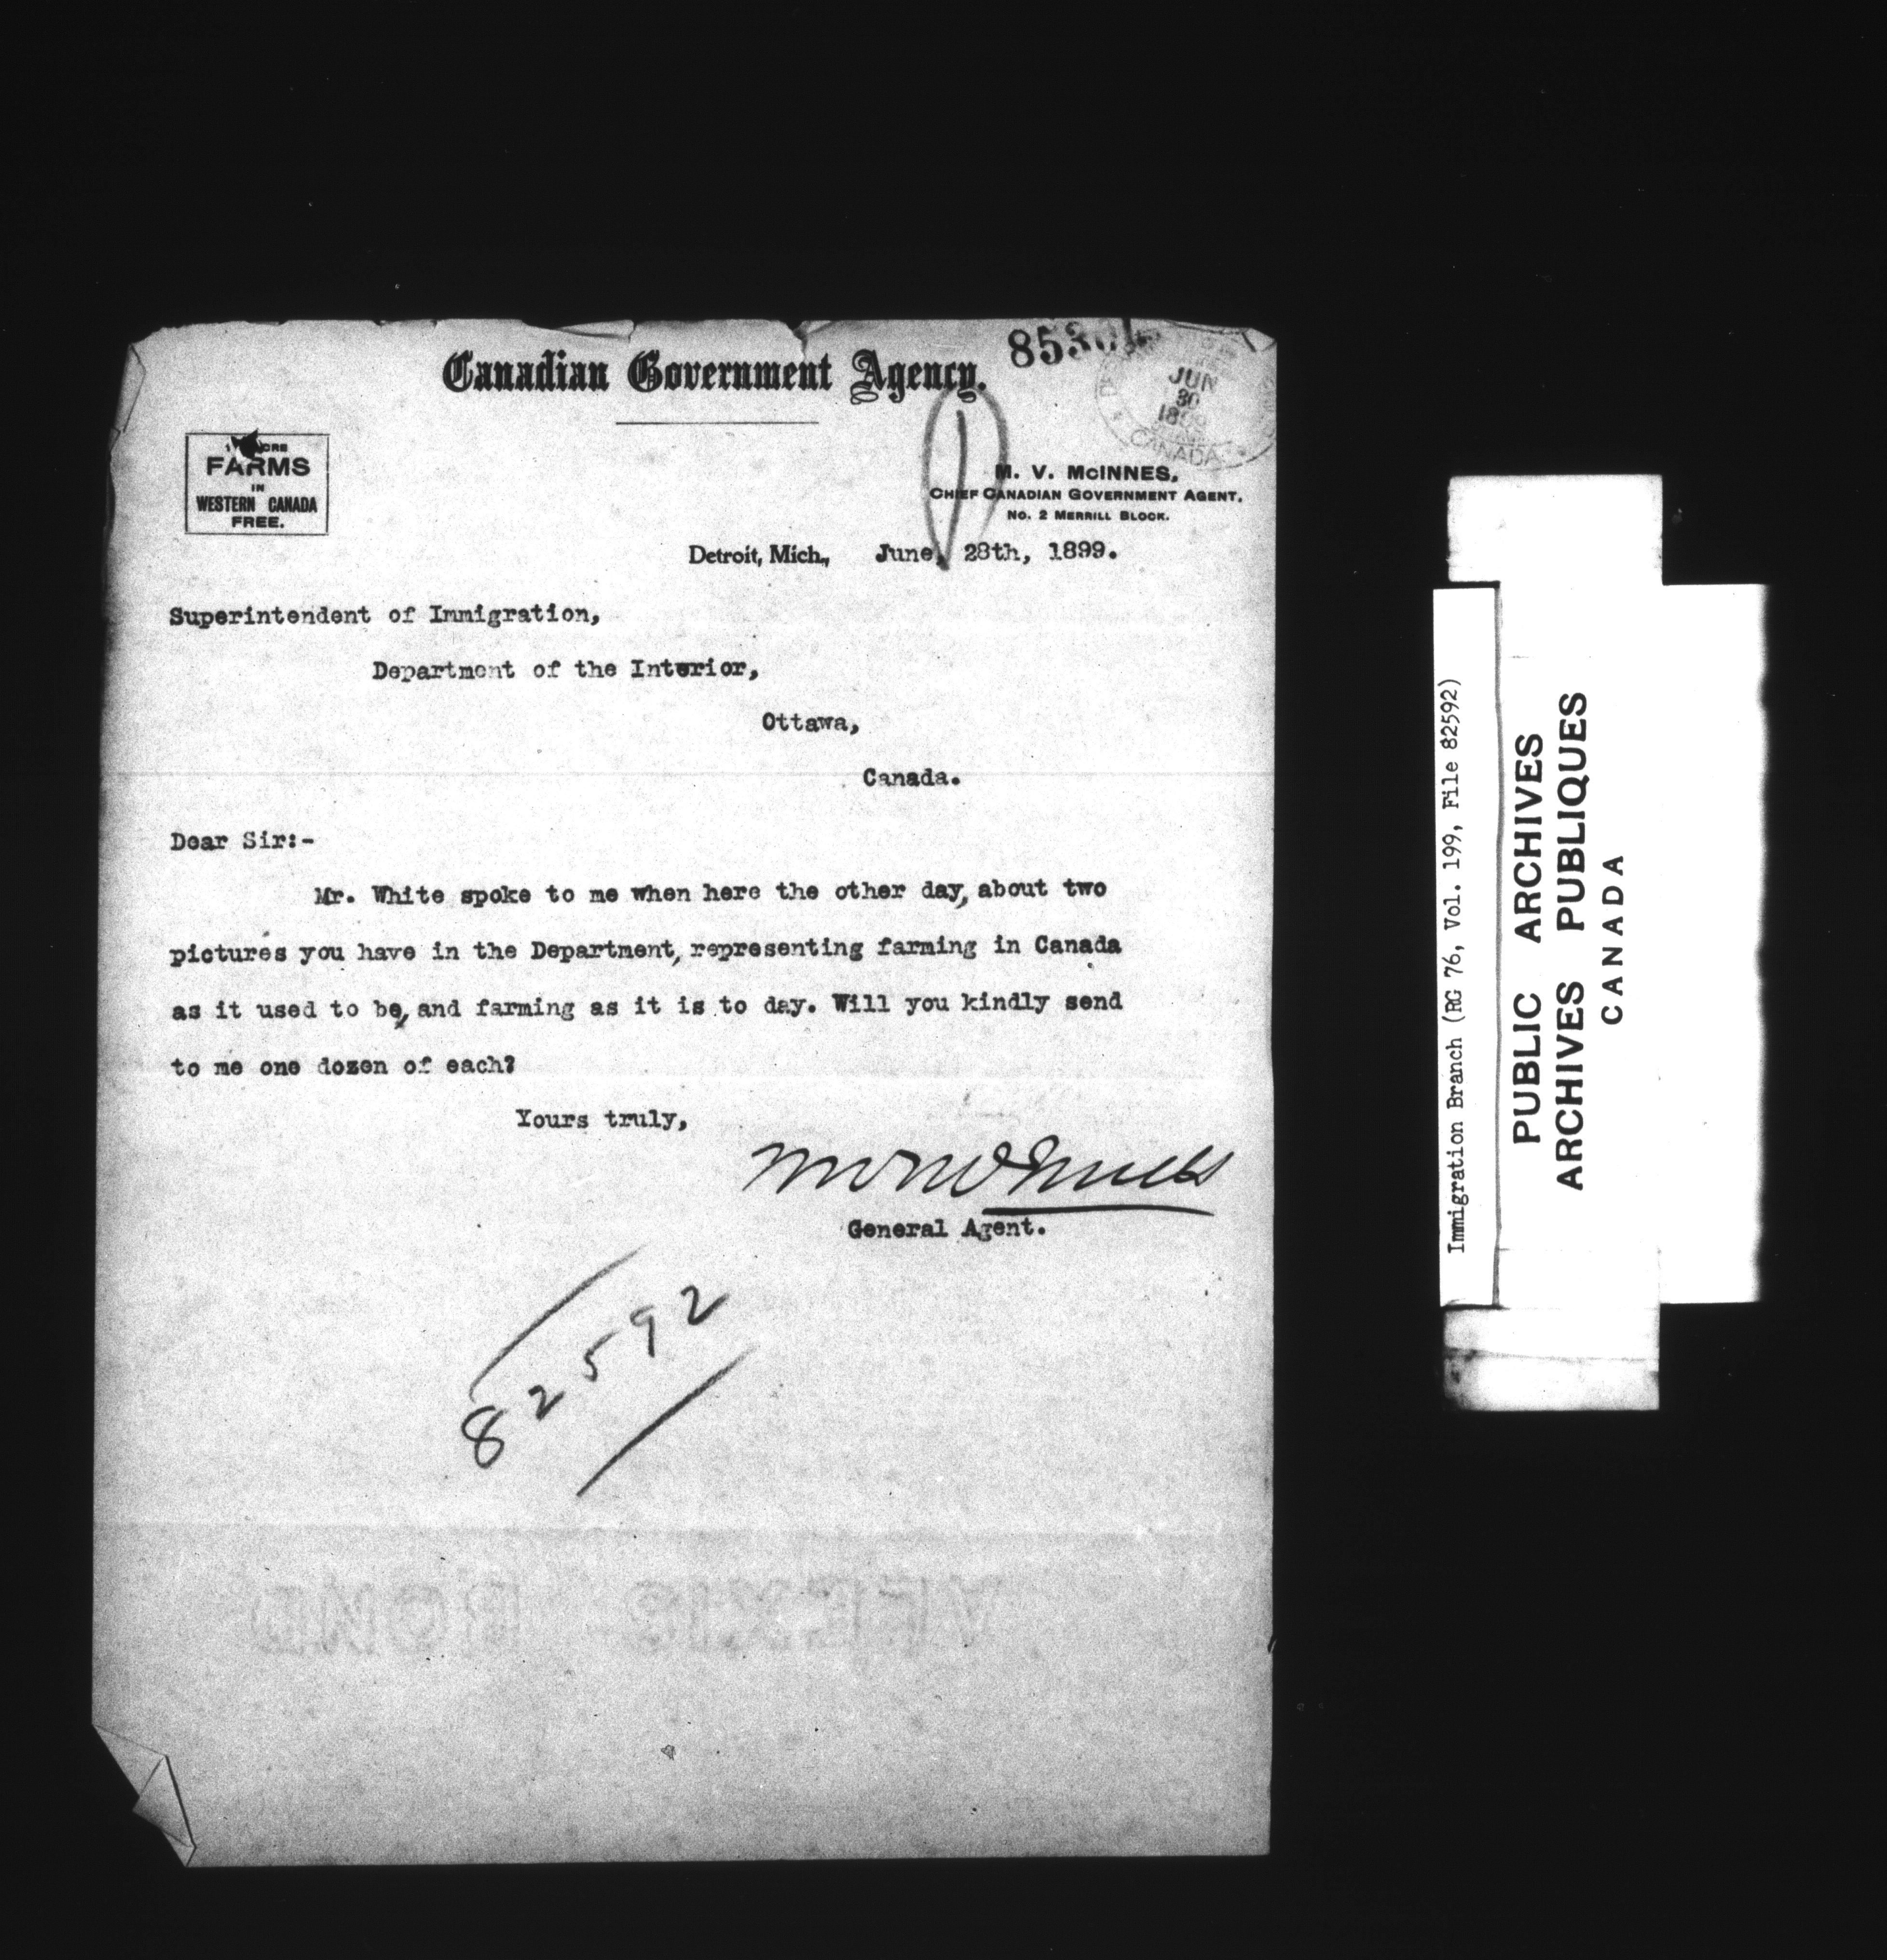 Canadian Government Agency.
JUN
30
1899
CANADA
FARMS
IN
WESTERN CANADA
FREE.
M. V. McINNES,
CHIEF CANADIAN GOVERNMENT AGENT.
No. 2 MERRILL BLOCK.
Detroit, Mich., June, 28th, 1899.
Superintendent of Immigration,
Department of the Interior,
Ottawa,
Canada.
Dear Sir:-
Mr. White spoke to me when here the other day, about two
pictures you have in the Department, representing farming in Canada
as it used to be, and farming as it is to day. Will you kindly send
to me one dozen of each?
Yours truly,
M V McInnes
General Agent.
82592
Immigration Branch (RG 76, Vol. 199, File 82592)
PUBLIC ARCHIVES
ARCHIVES PUBLIQUES
CANADA